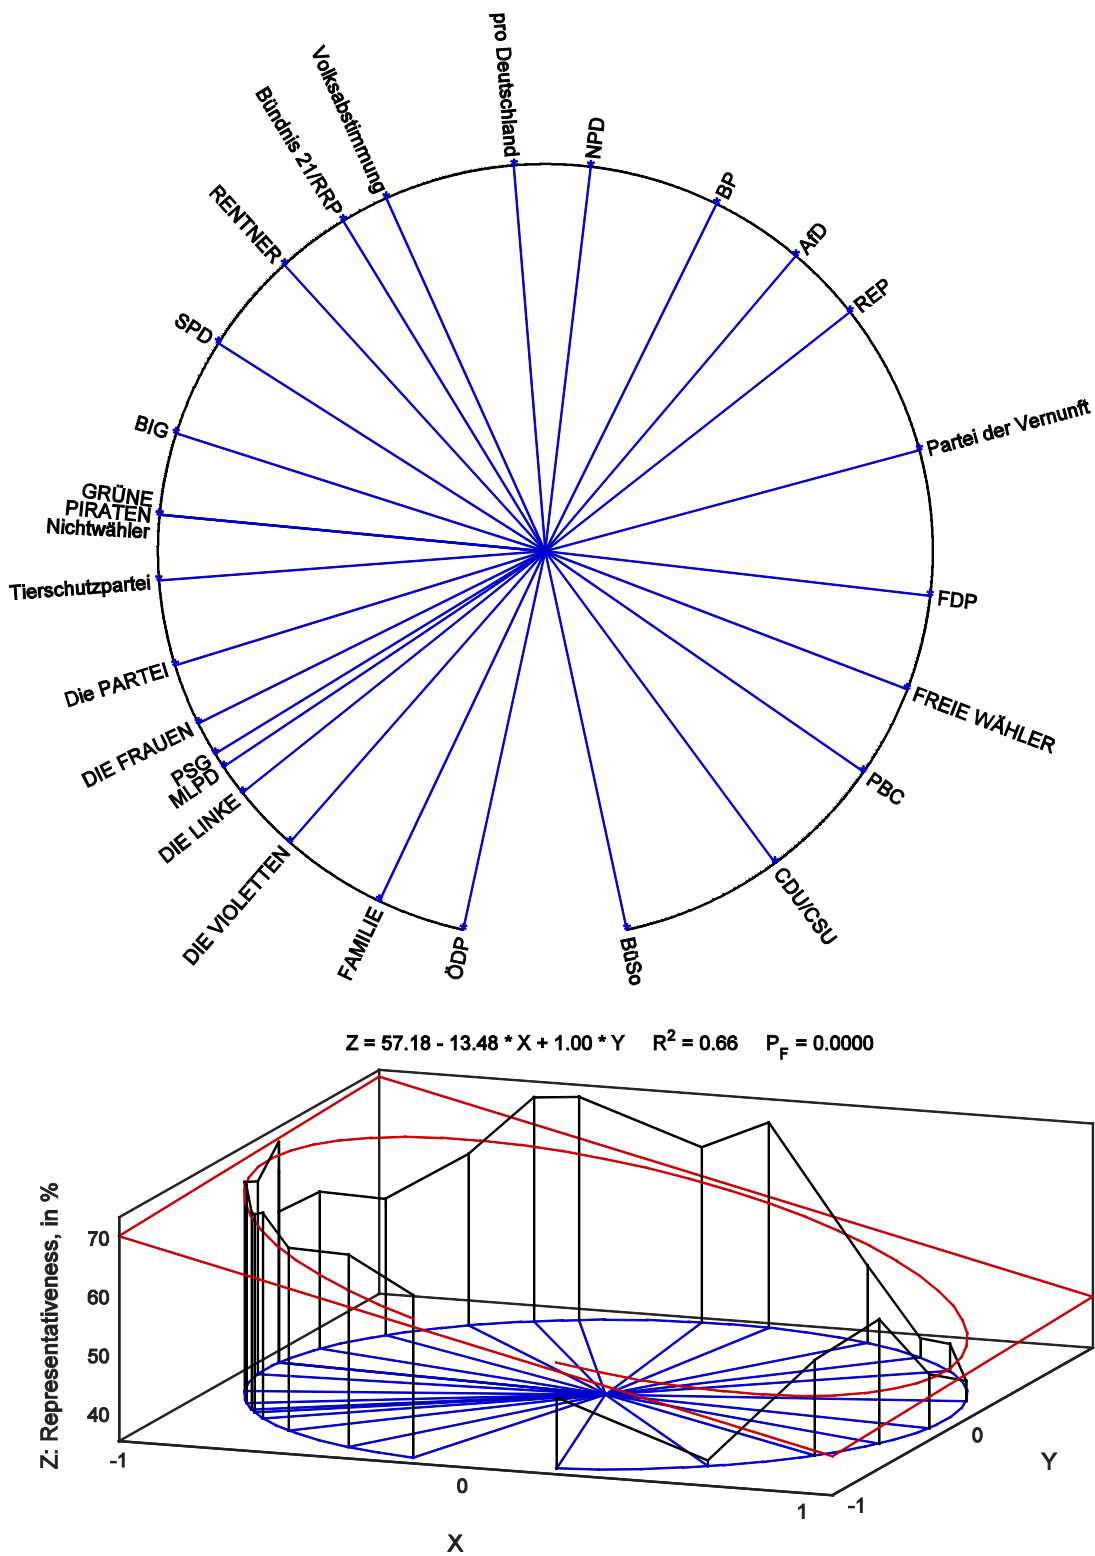 pro Deutschland
Volksabstimmung
Bündnis 21/RRP
NPD
BP
RENTNER
AfD
REP
SPD
Partei der Vernunft
BIG
GRÜNE
PIRATEN
Nichtwähler
Tierschutzpartei
FDP
Die PARTEI
FREIE WÄHLER
DIE FRAUEN
PSG
MLPD
PBC
DIE LINKE
DIE VIOLETTEN
CDU/CSU
FAMILIE
ÖDP
BüSo
Z = 57.18 - 13.48 * X + 1.00 * Y R² = 0.66 P_F = 0.0000
Z: Representativeness, in %
70
60
50
40
-1
0
1
X
-1
0
Y